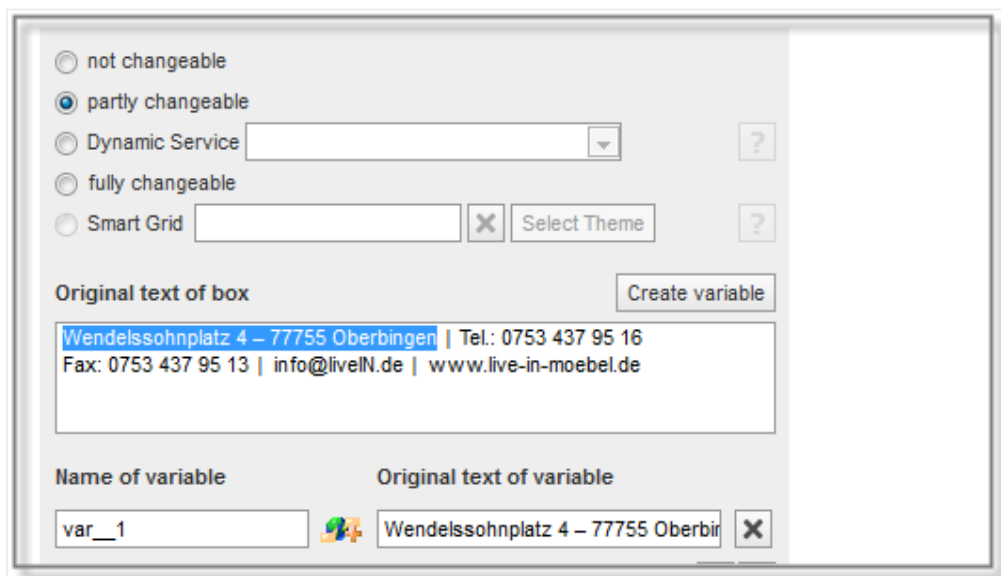 not changeable
partly changeable
Dynamic Service ?
fully changeable
Smart Grid Select Theme ?
Original text of box Create variable
Wendelssohnplatz 4 – 77755 Oberbingen | Tel.: 0753 437 95 16
Fax: 0753 437 95 13 | info@liveIN.de | www.live-in-moebel.de
Name of variable Original text of variable
var__1 Wendelssohnplatz 4 – 77755 Oberbin